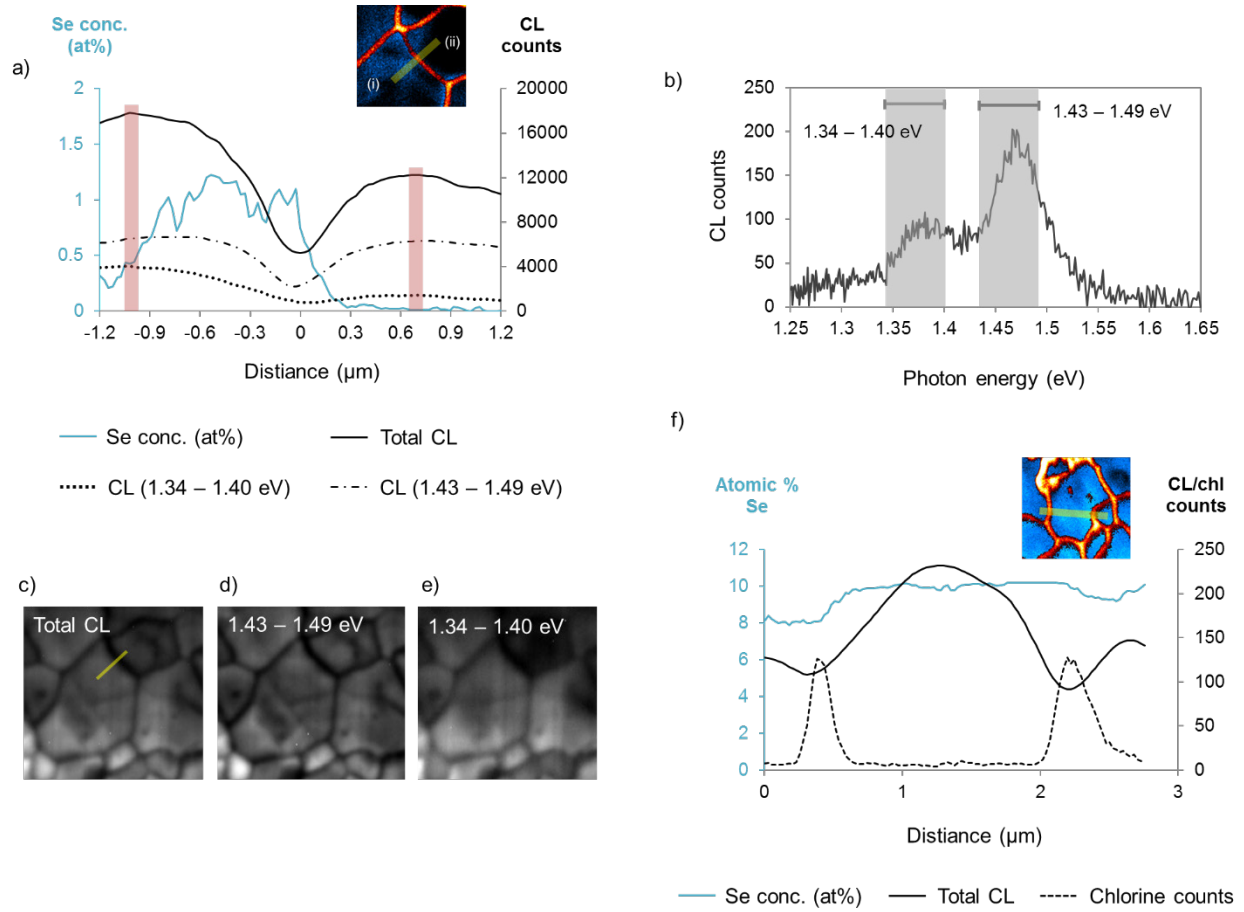 a)
Se conc.
(at%)
CL
counts
(i)
(ii)
2
1.5
1
0.5
0
20000
16000
12000
8000
4000
0
-1.2 -0.9 -0.6 -0.3 0 0.3 0.6 0.9 1.2
Distiance (µm)
Se conc. (at%) Total CL
CL (1.34 – 1.40 eV) CL (1.43 – 1.49 eV)
b)
250
200
150
100
50
0
1.34 – 1.40 eV
1.43 – 1.49 eV
CL counts
1.25 1.3 1.35 1.4 1.45 1.5 1.55 1.6 1.65
Photon energy (eV)
c) d) e)
Total CL
1.43 – 1.49 eV
1.34 – 1.40 eV
f)
Atomic %
Se
CL/chl
counts
12
10
8
6
4
2
0
250
200
150
100
50
0
0 1 2 3
Distiance (µm)
Se conc. (at%) Total CL Chlorine counts